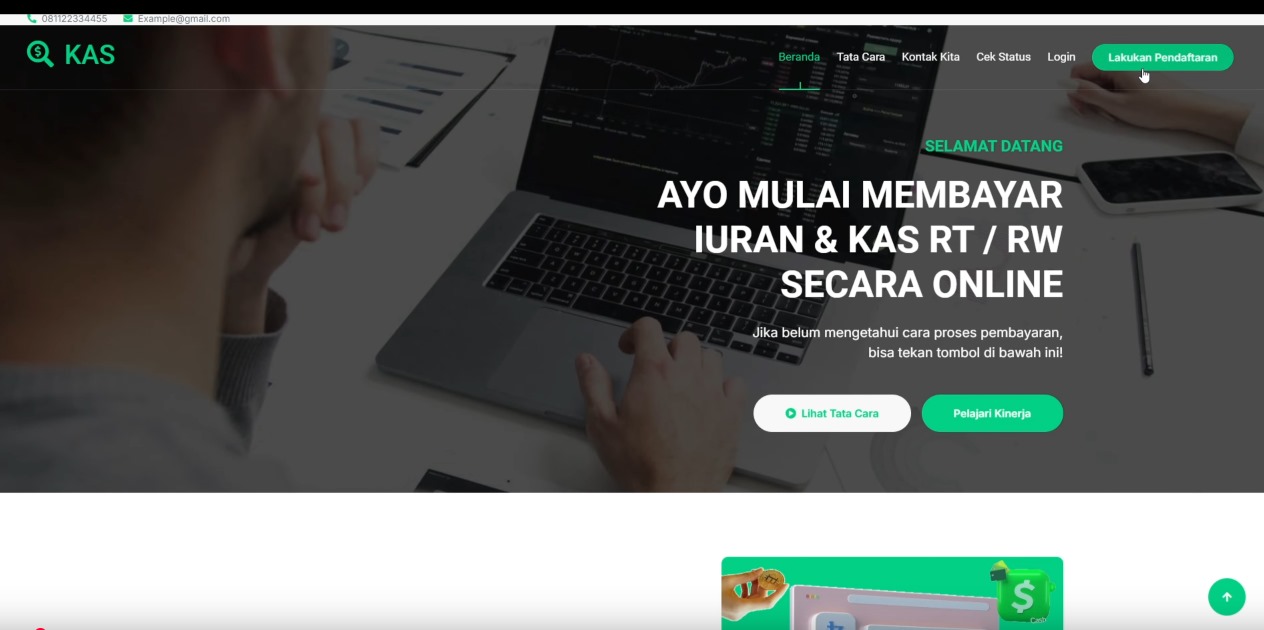 081122334455 Example@gmail.com
KAS
Beranda Tata Cara Kontak Kita Cek Status Login Lakukan Pendaftaran
SELAMAT DATANG
AYO MULAI MEMBAYAR
IURAN & KAS RT / RW
SECARA ONLINE
Jika belum mengetahui cara proses pembayaran,
bisa tekan tombol di bawah ini!
Lihat Tata Cara Pelajari Kinerja
$
Cash